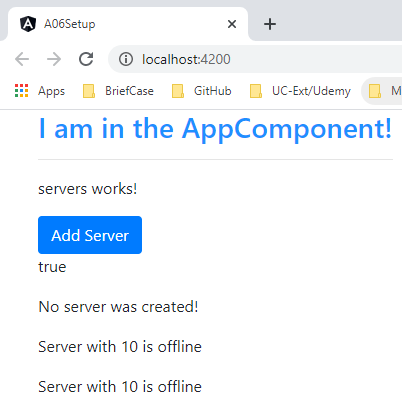 A06Setup
localhost:4200
Apps BriefCase GitHub UC-Ext/Udemy M
I am in the AppComponent!
servers works!
Add Server
true
No server was created!
Server with 10 is offline
Server with 10 is offline